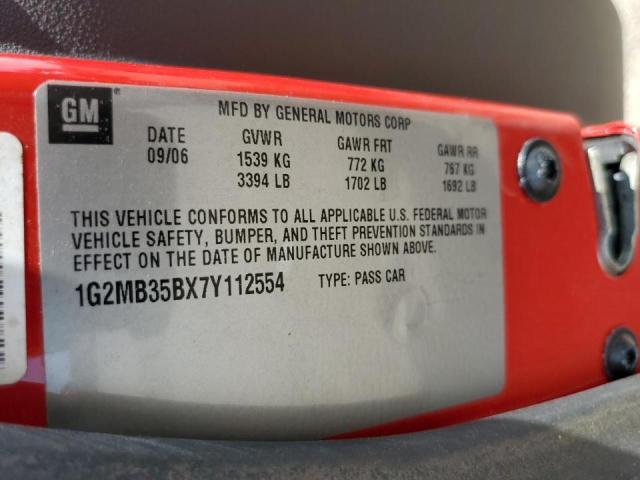 GM
MFD BY GENERAL MOTORS CORP
DATE GVWR GAWR FRT GAWR RR
09/06 1539 KG 772 KG 767 KG
3394 LB 1702 LB 1692 LB
THIS VEHICLE CONFORMS TO ALL APPLICABLE U.S. FEDERAL MOTOR
VEHICLE SAFETY, BUMPER, AND THEFT PREVENTION STANDARDS IN
EFFECT ON THE DATE OF MANUFACTURE SHOWN ABOVE.
1G2MB35BX7Y112554 TYPE: PASS CAR